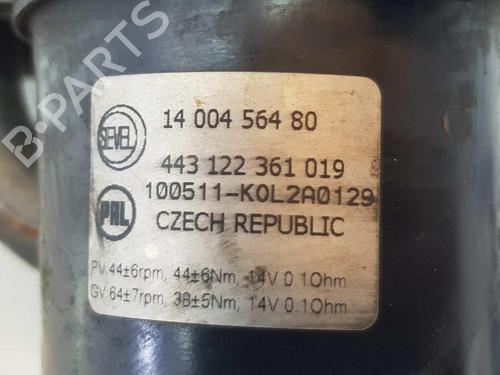 B-PARTS
SEVEL
14 004 564 80
443 122 361 019
100511-K0L2A0129
PAL
CZECH REPUBLIC
PV 44±6rpm, 44±6Nm, 14V 0.1Ohm
GV 64±7rpm, 38±5Nm, 14V 0.1Ohm